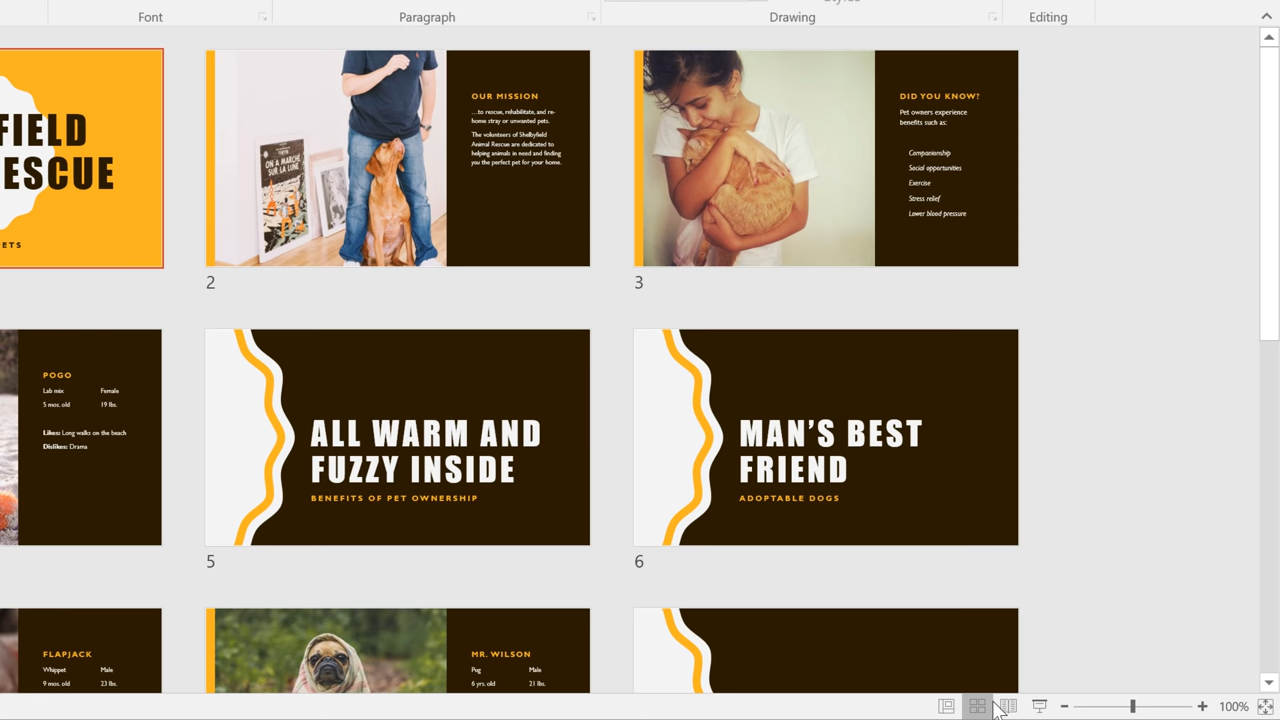 Font
Paragraph
Drawing
Editing
FIELD
ESCUE
ETS
ON A MARCHÉ
SUR LA LUNE
OUR MISSION
...to rescue, rehabilitate, and re-
home stray or unwanted pets.
The volunteers of Shelbyfield
Animal Rescue are dedicated to
helping animals in need and finding
you the perfect pet for your home.
2
DID YOU KNOW?
Pet owners experience
benefits such as:
Companionship
Social opportunities
Exercise
Stress relief
Lower blood pressure
3
POGO
Lab mix Female
5 mos. old 19 lbs.
Likes: Long walks on the beach
Dislikes: Drama
ALL WARM AND
FUZZY INSIDE
BENEFITS OF PET OWNERSHIP
5
MAN'S BEST
FRIEND
ADOPTABLE DOGS
6
FLAPJACK
Whippet Male
9 mos. old 23 lbs.
MR. WILSON
Pug Male
6 yrs. old 21 lbs.
100%